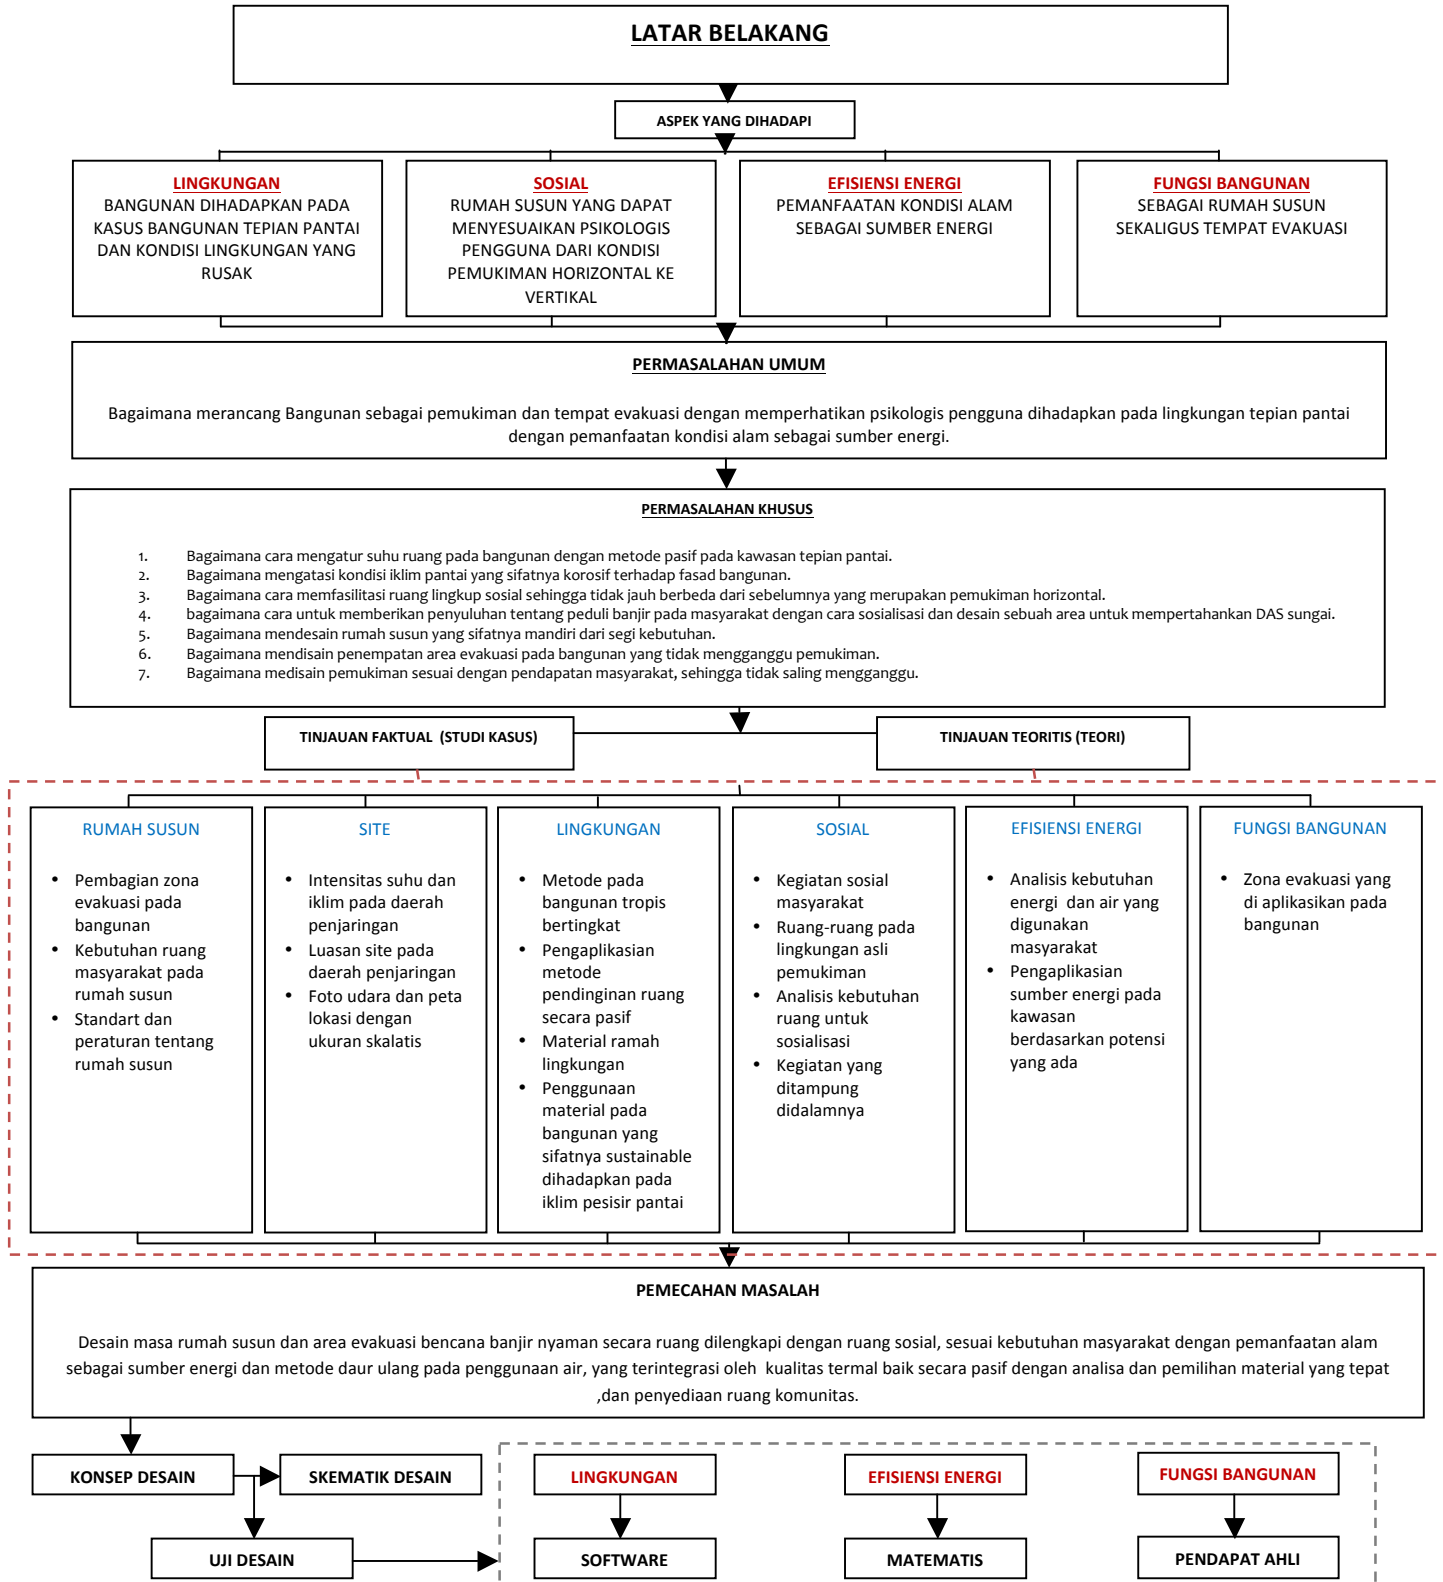 LATAR BELAKANG
ASPEK YANG DIHADAPI
LINGKUNGAN
BANGUNAN DIHADAPKAN PADA
KASUS BANGUNAN TEPIAN PANTAI
DAN KONDISI LINGKUNGAN YANG
RUSAK
SOSIAL
RUMAH SUSUN YANG DAPAT
MENYESUAIKAN PSIKOLOGIS
PENGGUNA DARI KONDISI
PEMUKIMAN HORIZONTAL KE
VERTIKAL
EFISIENSI ENERGI
PEMANFAATAN KONDISI ALAM
SEBAGAI SUMBER ENERGI
FUNGSI BANGUNAN
SEBAGAI RUMAH SUSUN
SEKALIGUS TEMPAT EVAKUASI
PERMASALAHAN UMUM
Bagaimana merancang Bangunan sebagai pemukiman dan tempat evakuasi dengan memperhatikan psikologis pengguna dihadapkan pada lingkungan tepian pantai
dengan pemanfaatan kondisi alam sebagai sumber energi.
PERMASALAHAN KHUSUS
1. Bagaimana cara mengatur suhu ruang pada bangunan dengan metode pasif pada kawasan tepian pantai.
2. Bagaimana mengatasi kondisi iklim pantai yang sifatnya korosif terhadap fasad bangunan.
3. Bagaimana cara memfasilitasi ruang lingkup sosial sehingga tidak jauh berbeda dari sebelumnya yang merupakan pemukiman horizontal.
4. bagaimana cara untuk memberikan penyuluhan tentang peduli banjir pada masyarakat dengan cara sosialisasi dan desain sebuah area untuk mempertahankan DAS sungai.
5. Bagaimana mendesain rumah susun yang sifatnya mandiri dari segi kebutuhan.
6. Bagaimana mendisain penempatan area evakuasi pada bangunan yang tidak mengganggu pemukiman.
7. Bagaimana medisain pemukiman sesuai dengan pendapatan masyarakat, sehingga tidak saling mengganggu.
TINJAUAN FAKTUAL (STUDI KASUS)
TINJAUAN TEORITIS (TEORI)
RUMAH SUSUN
• Pembagian zona
evakuasi pada
bangunan
• Kebutuhan ruang
masyarakat pada
rumah susun
• Standart dan
peraturan tentang
rumah susun
SITE
• Intensitas suhu dan
iklim pada daerah
penjaringan
• Luasan site pada
daerah penjaringan
• Foto udara dan peta
lokasi dengan
ukuran skalatis
LINGKUNGAN
• Metode pada
bangunan tropis
bertingkat
• Pengaplikasian
metode
pendinginan ruang
secara pasif
• Material ramah
lingkungan
• Penggunaan
material pada
bangunan yang
sifatnya sustainable
dihadapkan pada
iklim pesisir pantai
SOSIAL
• Kegiatan sosial
masyarakat
• Ruang-ruang pada
lingkungan asli
pemukiman
• Analisis kebutuhan
ruang untuk
sosialisasi
• Kegiatan yang
ditampung
didalamnya
EFISIENSI ENERGI
• Analisis kebutuhan
energi dan air yang
digunakan
masyarakat
• Pengaplikasian
sumber energi pada
kawasan
berdasarkan potensi
yang ada
FUNGSI BANGUNAN
• Zona evakuasi yang
di aplikasikan pada
bangunan
PEMECAHAN MASALAH
Desain masa rumah susun dan area evakuasi bencana banjir nyaman secara ruang dilengkapi dengan ruang sosial, sesuai kebutuhan masyarakat dengan pemanfaatan alam
sebagai sumber energi dan metode daur ulang pada penggunaan air, yang terintegrasi oleh kualitas termal baik secara pasif dengan analisa dan pemilihan material yang tepat
,dan penyediaan ruang komunitas.
KONSEP DESAIN
SKEMATIK DESAIN
LINGKUNGAN
EFISIENSI ENERGI
FUNGSI BANGUNAN
UJI DESAIN
SOFTWARE
MATEMATIS
PENDAPAT AHLI